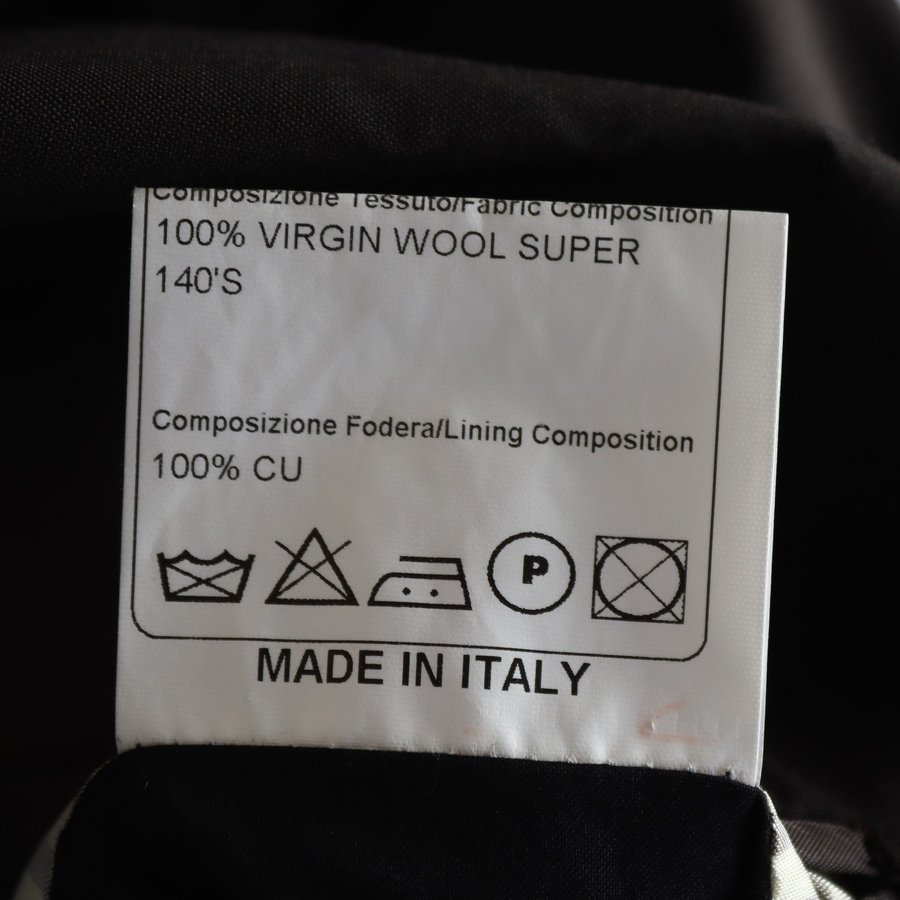 Composizione Tessuto/Fabric Composition
100% VIRGIN WOOL SUPER
140'S
Composizione Fodera/Lining Composition
100% CU
P
MADE IN ITALY